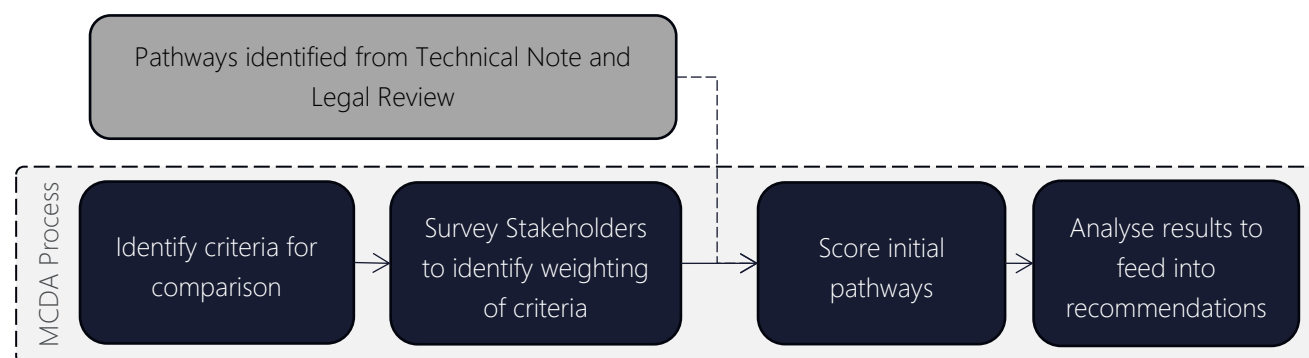 Pathways identified from Technical Note and
Legal Review
MCDA Process
Identify criteria for
comparison
Survey Stakeholders
to identify weighting
of criteria
Score initial
pathways
Analyse results to
feed into
recommendations